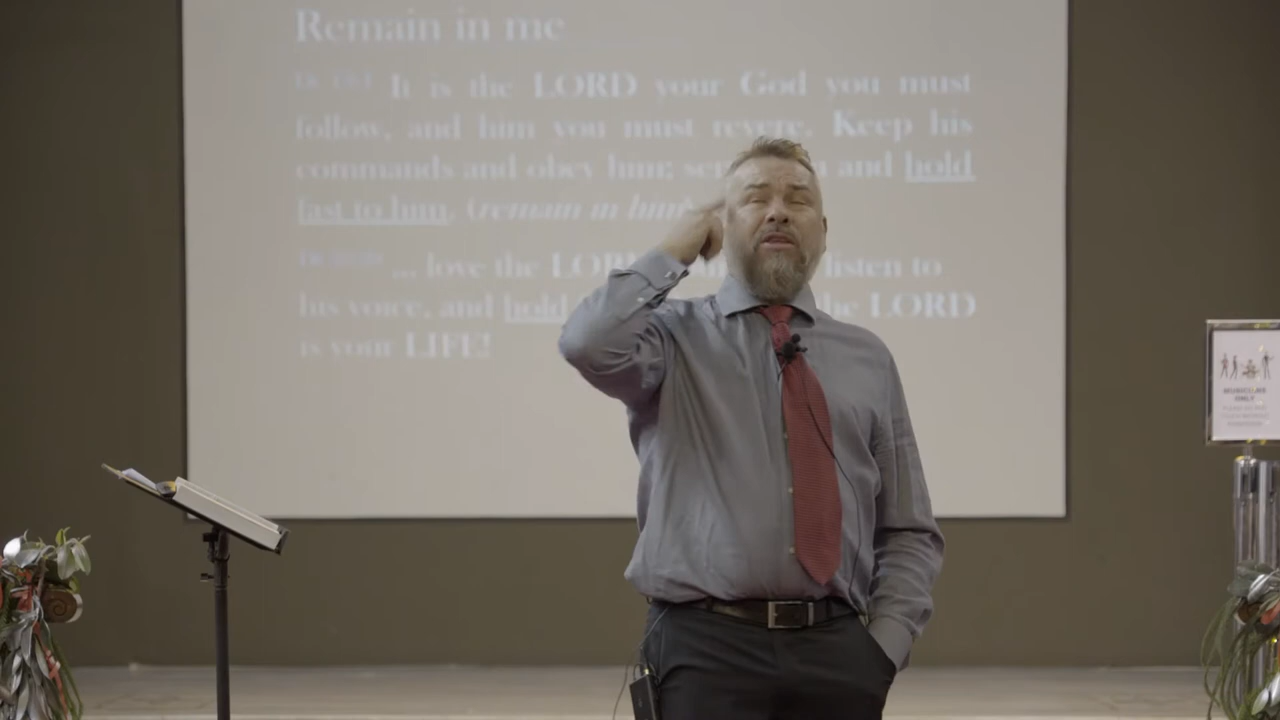 Remain in me
It is the LORD your God you must
follow, and him you must revere. Keep his
commands and obey him; and hold
fast to him. (remain in him
... love the LORD listen to
his voice, and hold the LORD
is your LIFE!
MUSICIANS
ONLY